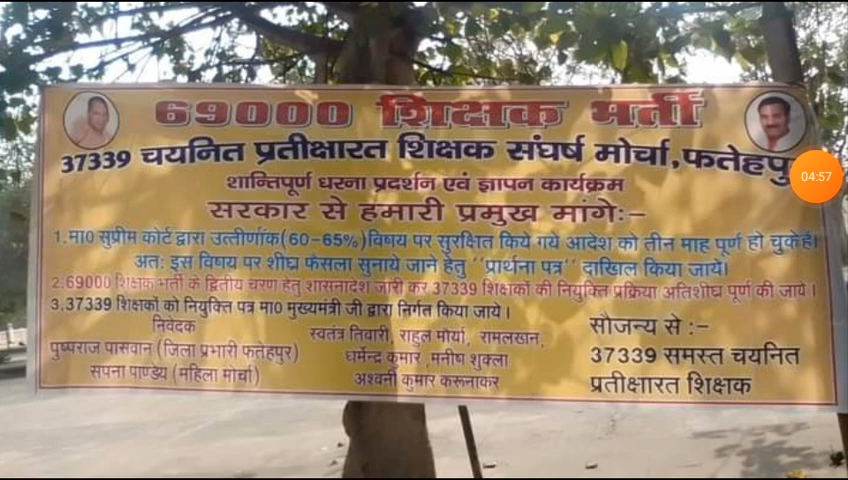 69000 शिक्षक भर्ती
37339 चयनित प्रतीक्षारत शिक्षक संघर्ष मोर्चा,फतेहपु
04:57
शान्तिपूर्ण धरना प्रदर्शन एवं ज्ञापन कार्यक्रम
सरकार से हमारी प्रमुख मांगे:-
1.मा0 सुप्रीम कोर्ट द्वारा उत्तीर्णांक(60-65%)विषय पर सुरक्षित किये गये आदेश को तीन माह पूर्ण हो चुकेहैं।
अतः इस विषय पर शीघ्र फैसला सुनाये जाने हेतु ''प्रार्थना पत्र'' दाखिल किया जाये।
2:69000 शिक्षक भर्ती के द्वितीय चरण हेतु शासनादेश जारी कर 37339 शिक्षकों की नियुक्ति प्रक्रिया अतिशीघ्र पूर्ण की जाये।
3.37339 शिक्षकों को नियुक्ति पत्र मा0 मुख्यमंत्री जी द्वारा निर्गत किया जाये।
निवेदक
पुष्पराज पासवान (जिला प्रभारी फतेहपुर)
सपना पाण्डेय (महिला मोर्चा)
स्वतंत्र तिवारी, राहुल मोर्या, रामलखान,
धर्मेन्द्र कुमार ,मनीष शुक्ला
अश्वनी कुमार करूनाकर
सौजन्य से :-
37339 समस्त चयनित
प्रतीक्षारत शिक्षक